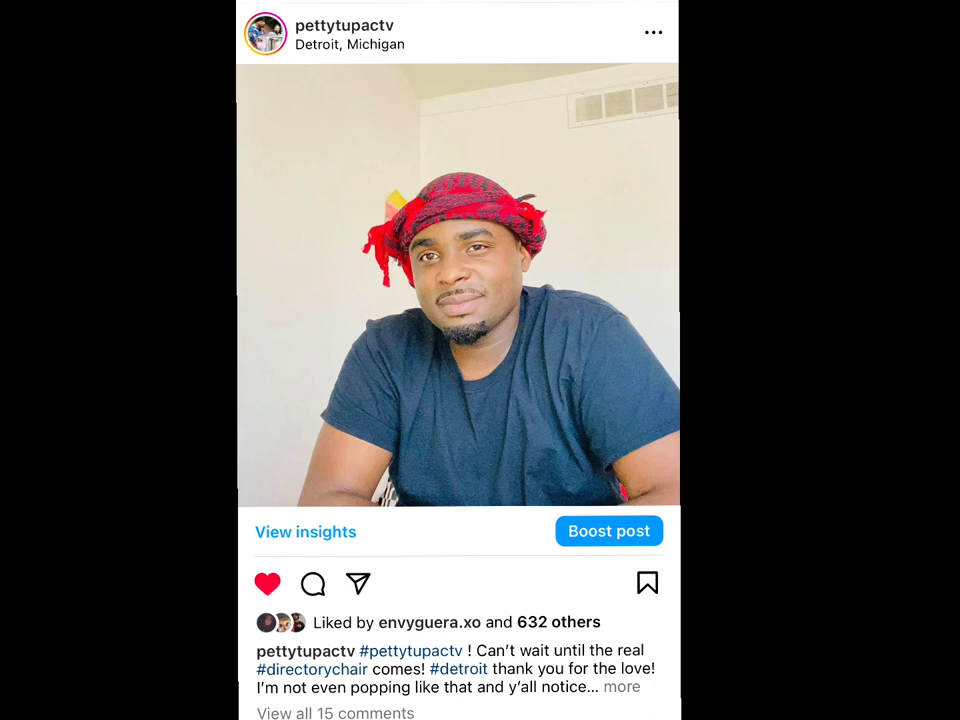 pettytupactv
Detroit, Michigan
View insights
Boost post
Liked by envyguera.xo and 632 others
pettytupactv #pettytupactv ! Can't wait until the real
#directorychair comes! #detroit thank you for the love!
I'm not even popping like that and y'all notice... more
View all 15 comments